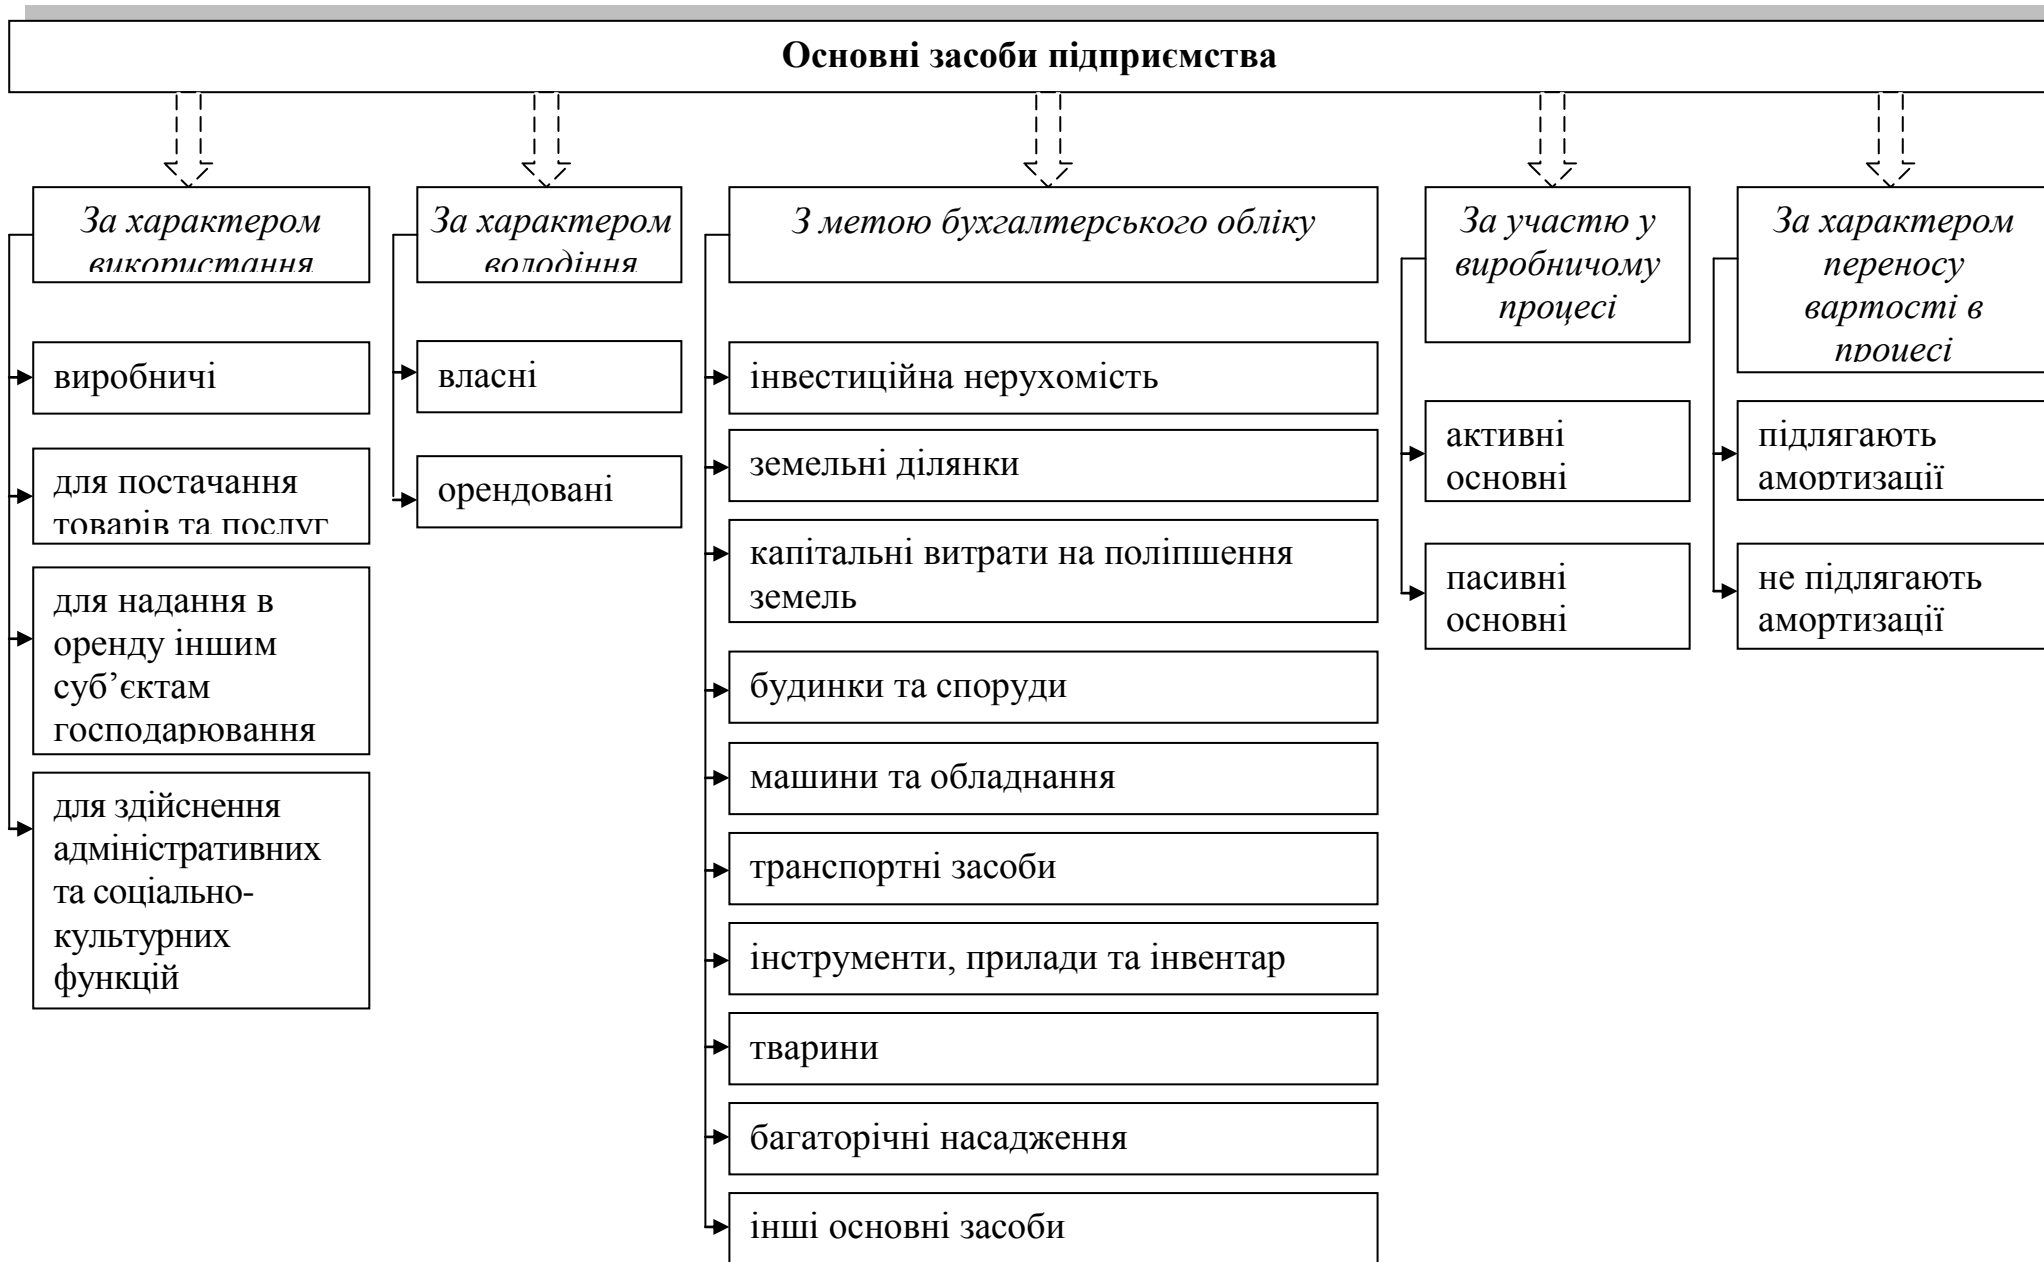 Основні засоби підприємства
За характером
використання
виробничі
для постачання
товарів та послуг
для надання в
оренду іншим
суб’єктам
господарювання
для здійснення
адміністративних
та соціально-
культурних
функцій
За характером
володіння
власні
орендовані
З метою бухгалтерського обліку
інвестиційна нерухомість
земельні ділянки
капітальні витрати на поліпшення
земель
будинки та споруди
машини та обладнання
транспортні засоби
інструменти, прилади та інвентар
тварини
багаторічні насадження
інші основні засоби
За участю у
виробничому
процесі
активні
основні
пасивні
основні
За характером
переносу
вартості в
процесі
підлягають
амортизації
не підлягають
амортизації